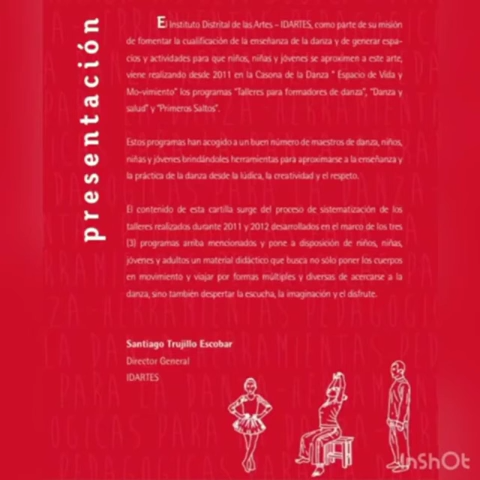 presentación
El Instituto Distrital de las Artes - IDARTES, como parte de su misión
de fomentar la cualificación de la enseñanza de la danza y de generar espa-
cios y actividades para que niños, niñas y jóvenes se aproximen a este arte,
viene realizando desde 2011 en la Casona de la Danza " Espacio de Vida y
Mo-vimiento" los programas "Talleres para formadores de danza", "Danza y
salud" y "Primeros Saltos".
Estos programas han acogido a un buen número de maestros de danza, niños,
niñas y jóvenes brindándoles herramientas para aproximarse a la enseñanza y
la práctica de la danza desde la lúdica, la creatividad y el respeto.
El contenido de esta cartilla surge del proceso de sistematización de los
talleres realizados durante 2011 y 2012 desarrollados en el marco de los tres
(3) programas arriba mencionados y pone a disposición de niños, niñas,
jóvenes y adultos un material didáctico que busca no sólo poner los cuerpos
en movimiento y viajar por formas múltiples y diversas de acercarse a la
danza, sino también despertar la escucha, la imaginación y el disfrute.
Santiago Trujillo Escobar
Director General
IDARTES
InShOt